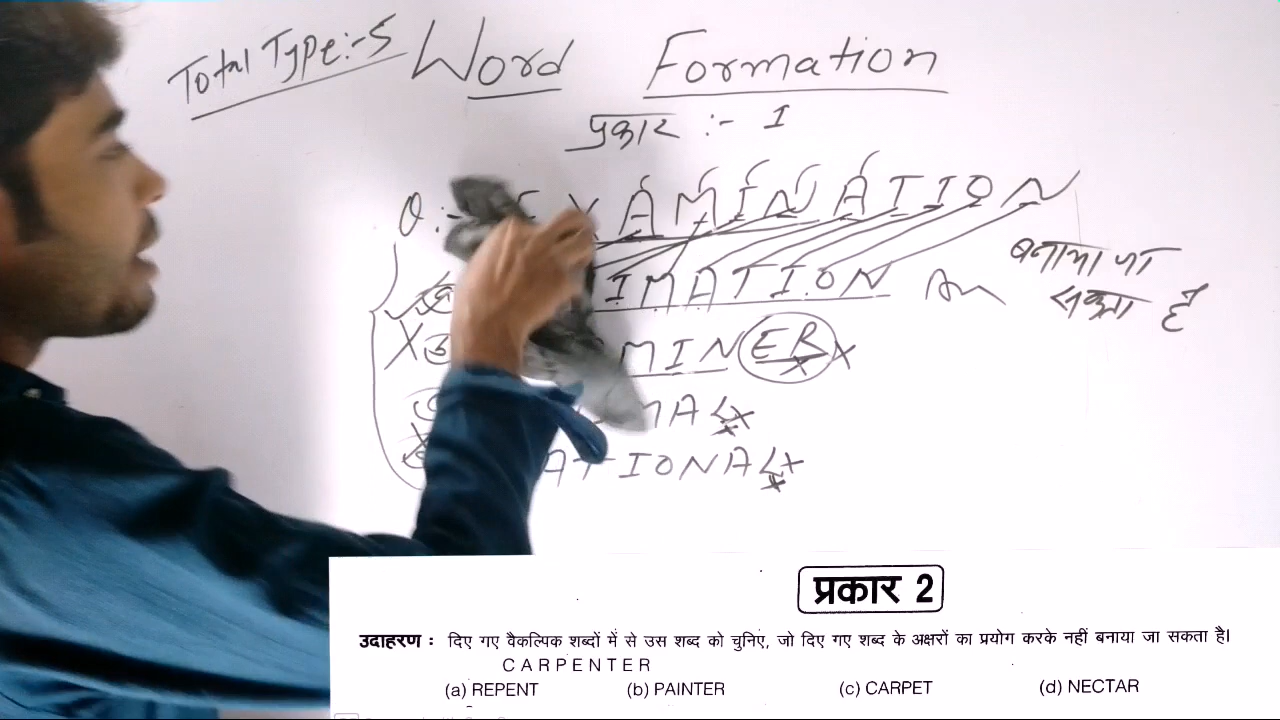 Total Type:-5 Word Formation
प्रकार :- I
Q:- E X A M I N A T I O N
IMATION
बनाया जा
सकता है
MINER
MAL
ATIONAL
प्रकार 2
उदाहरण : दिए गए वैकल्पिक शब्दों में से उस शब्द को चुनिए, जो दिए गए शब्द के अक्षरों का प्रयोग करके नहीं बनाया जा सकता है।
CARPENTER
(a) REPENT (b) PAINTER (c) CARPET (d) NECTAR